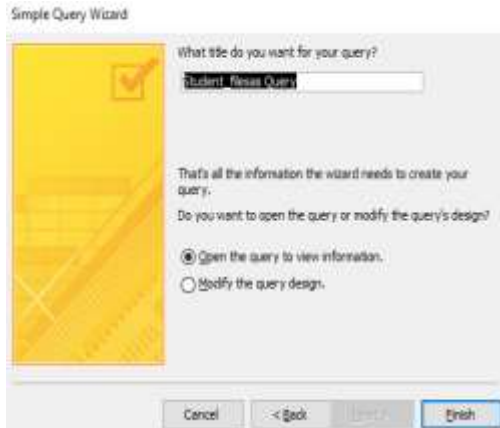 Simple Query Wizard
What title do you want for your query?
That's all the information the wizard needs to create your
query.
Do you want to open the query or modify the query's design?
Open the query to view information.
Modify the query design.
Cancel
< Back
Finish